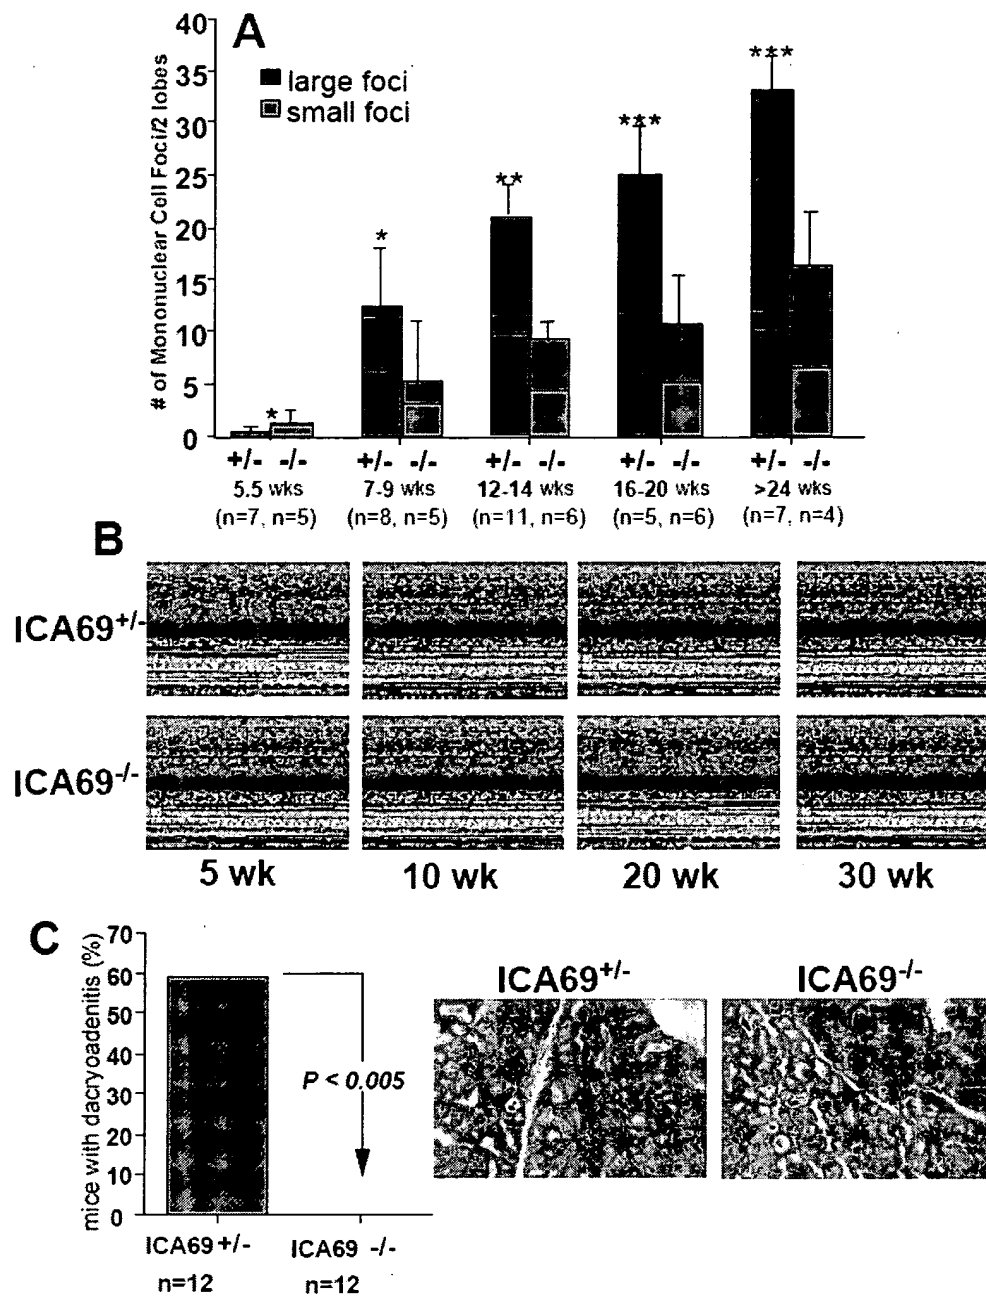 A
# of Mononuclear Cell Foci/2 lobes
40
35
30
25
20
15
10
5
0
large foci
small foci
*
*
**
***
***
+/- -/- +/- -/- +/- -/- +/- -/- +/- -/-
5.5 wks 7-9 wks 12-14 wks 16-20 wks >24 wks
(n=7, n=5) (n=8, n=5) (n=11, n=6) (n=5, n=6) (n=7, n=4)
B
ICA69+/-
ICA69-/-
5 wk 10 wk 20 wk 30 wk
C
mice with dacryoadenitis (%)
70
60
50
40
30
20
10
0
P < 0.005
ICA69 +/- ICA69 -/-
n=12 n=12
ICA69+/- ICA69-/-